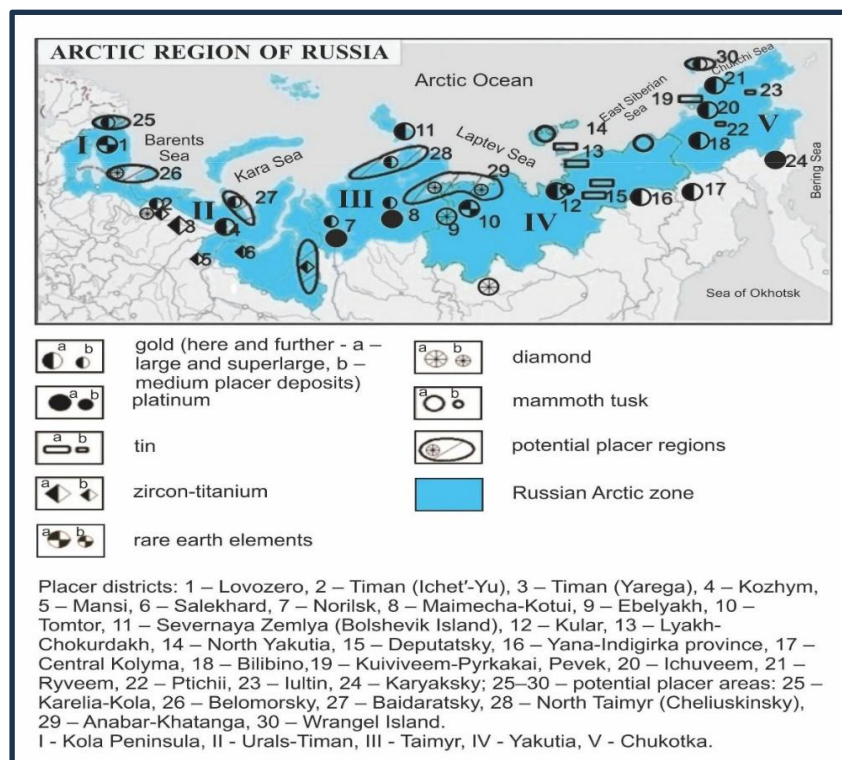 ARCTIC REGION OF RUSSIA
Arctic Ocean
30
Chukchi Sea
21
23
19
East Siberian
Sea
20
22
V
25
I
1
Barents
Sea
11
Laptev Sea
14
18
24
Bering Sea
26
Kara Sea
28
13
29
2
II
27
III
12
15
16
17
3
4
7
8
9
10
IV
5
6
Sea of Okhotsk
a b
gold (here and further - a –
large and superlarge, b –
medium placer deposits)
a b
platinum
a b
tin
a b
zircon-titanium
a b
rare earth elements
a b
diamond
a b
mammoth tusk
potential placer regions
Russian Arctic zone
Placer districts: 1 – Lovozero, 2 – Timan (Ichet′-Yu), 3 – Timan (Yarega), 4 – Kozhym,
5 – Mansi, 6 – Salekhard, 7 – Norilsk, 8 – Maimecha-Kotui, 9 – Ebelyakh, 10 –
Tomtor, 11 – Severnaya Zemlya (Bolshevik Island), 12 – Kular, 13 – Lyakh-
Chokurdakh, 14 – North Yakutia, 15 – Deputatsky, 16 – Yana-Indigirka province, 17 –
Central Kolyma, 18 – Bilibino,19 – Kuiviveem-Pyrkakai, Pevek, 20 – Ichuveem, 21 –
Ryveem, 22 – Ptichii, 23 – Iultin, 24 – Karyaksky; 25–30 – potential placer areas: 25 –
Karelia-Kola, 26 – Belomorsky, 27 – Baidaratsky, 28 – North Taimyr (Cheliuskinsky),
29 – Anabar-Khatanga, 30 – Wrangel Island.
I - Kola Peninsula, II - Urals-Timan, III - Taimyr, IV - Yakutia, V - Chukotka.